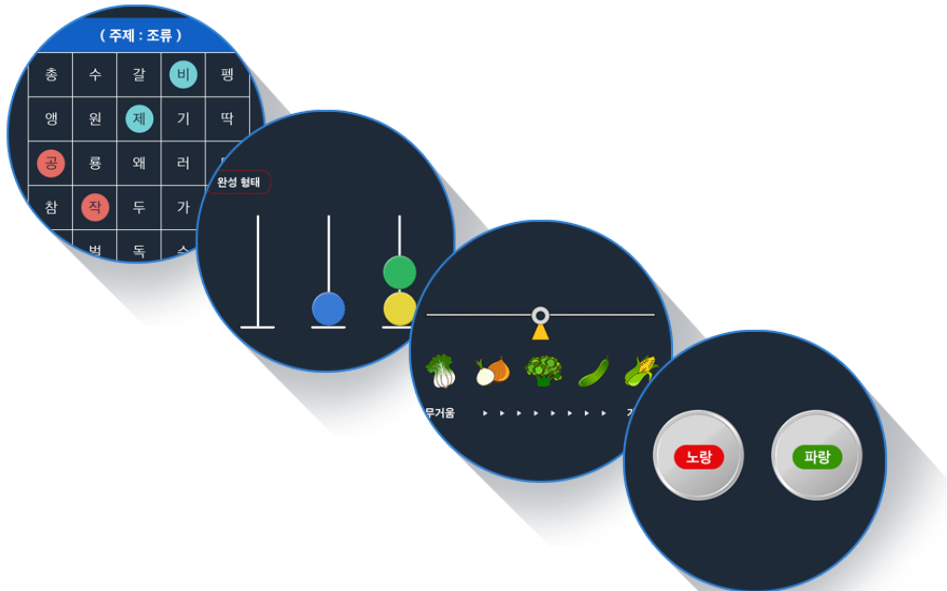 ( 주제 : 조류 )
총 수 갈 비 펭
앵 원 제 기 딱
공 룡 왜 러
참 작 두 가
범 독
완성 형태
무거움
노랑
파랑